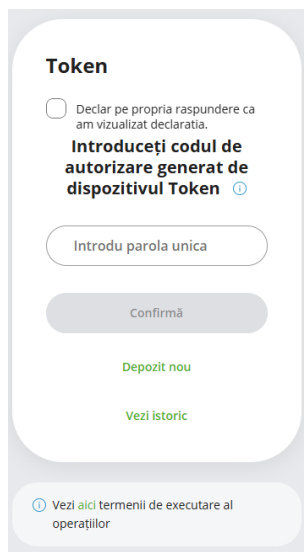 Token
Declar pe propria raspundere ca
am vizualizat declaratia.
Introduceți codul de
autorizare generat de
dispozitivul Token
Introdu parola unica
Confirmă
Depozit nou
Vezi istoric
Vezi aici termenii de executare al
operațiilor